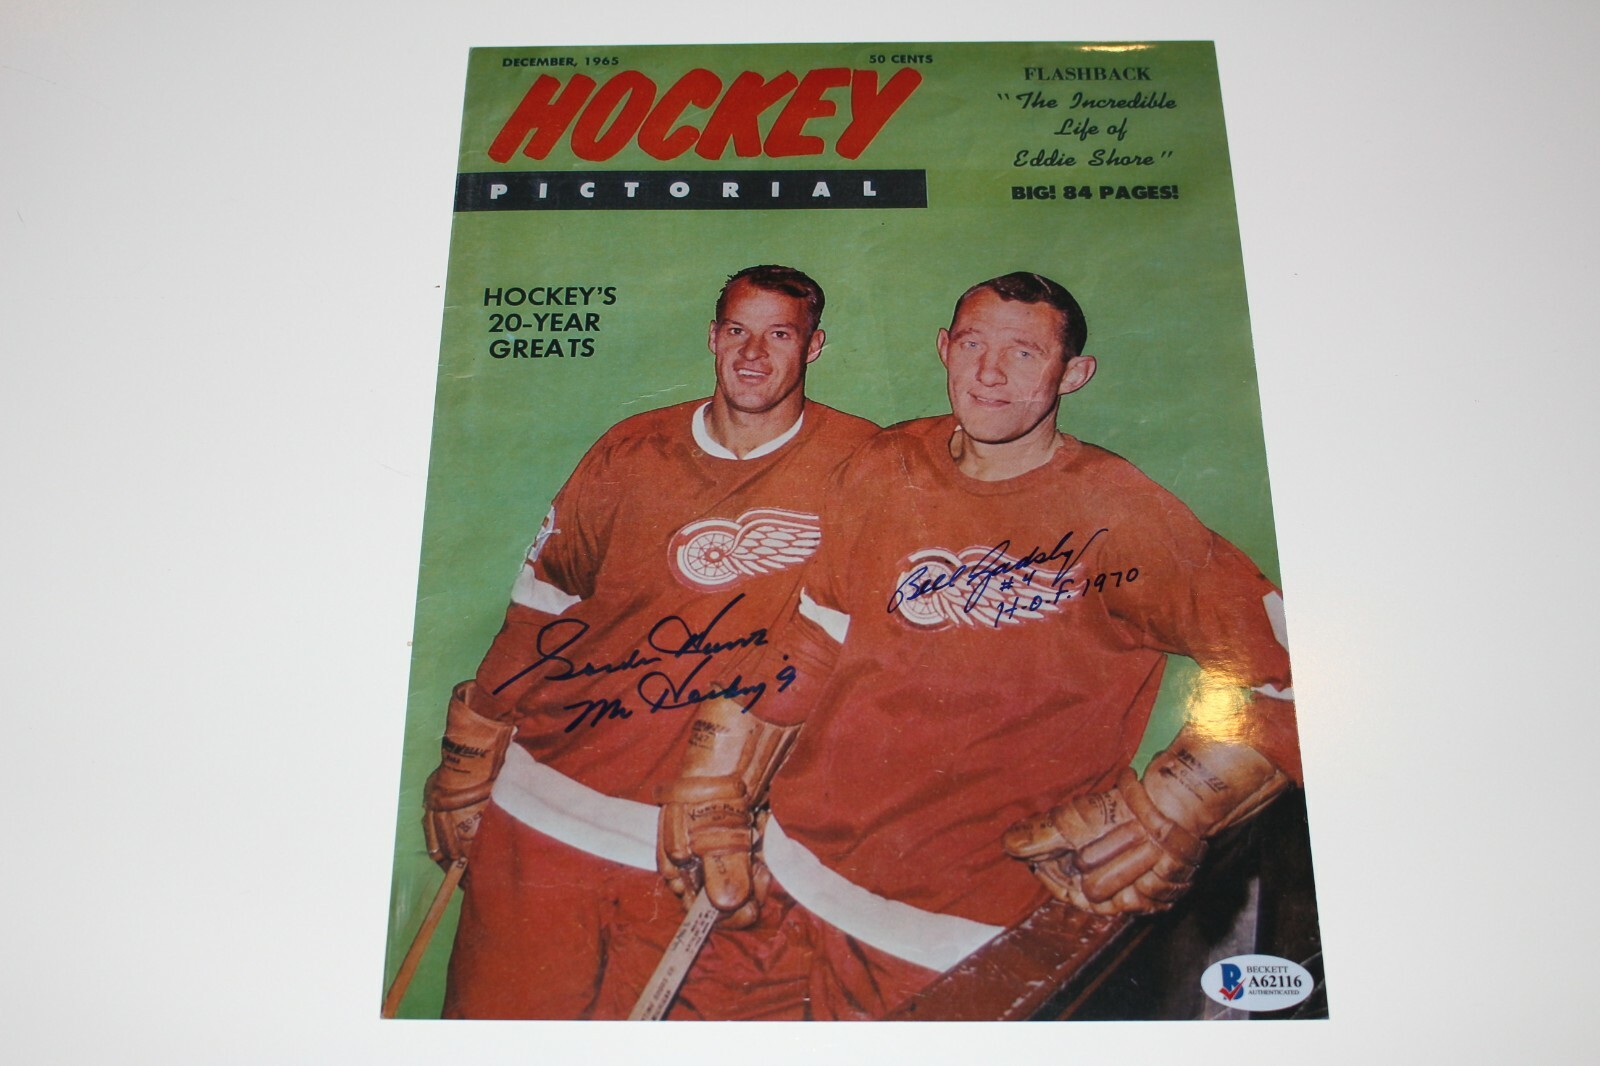 DECEMBER, 1965
50 CENTS
HOCKEY
PICTORIAL
FLASHBACK
"The Incredible
Life of
Eddie Shore"
BIG! 84 PAGES!
HOCKEY'S
20-YEAR
GREATS
Bill Gadsby
#4
H.O.F. 1970
Gordie Howe
Mr Hockey 9
BECKETT
A62116
AUTHENTICATED